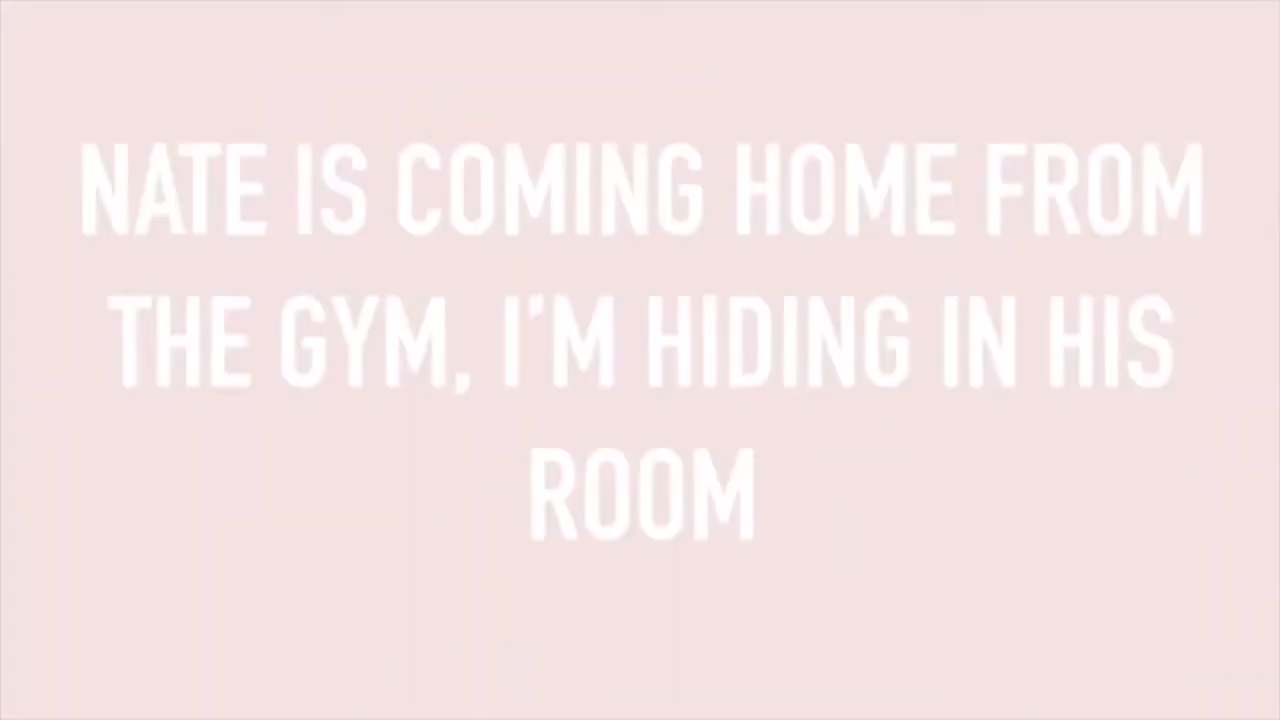 NATE IS COMING HOME FROM
THE GYM, I'M HIDING IN HIS
ROOM